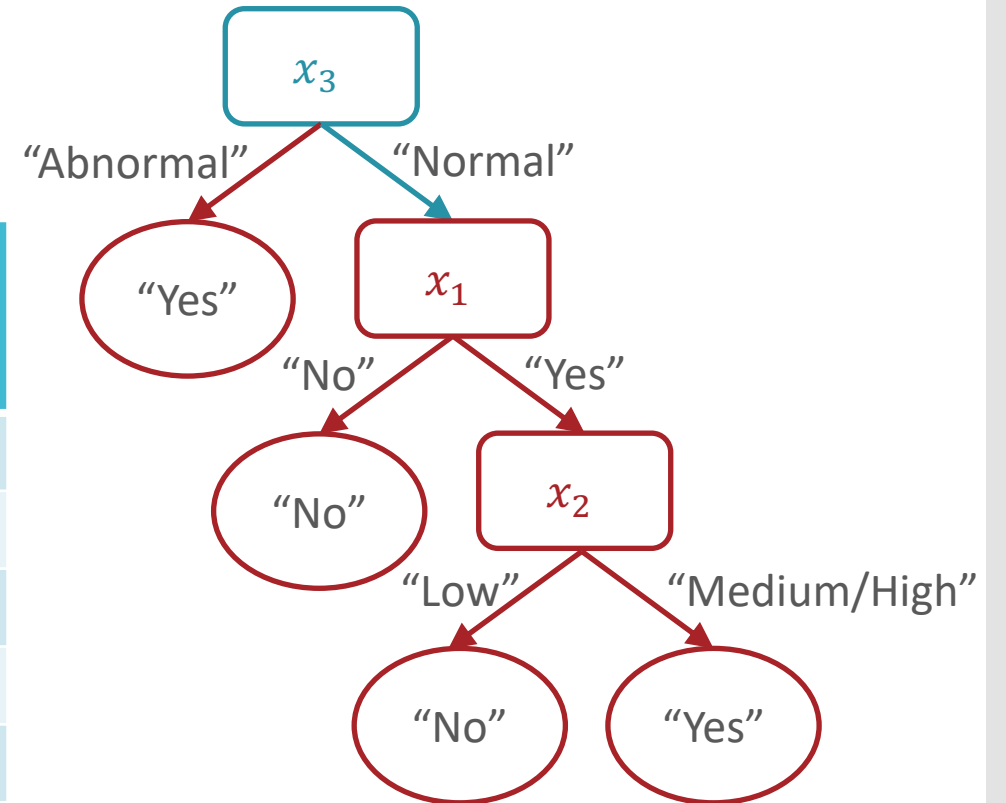 x₃
“Abnormal” “Normal”
“Yes” x₁
“No” “Yes”
“No” x₂
“Low” “Medium/High”
“No” “Yes”